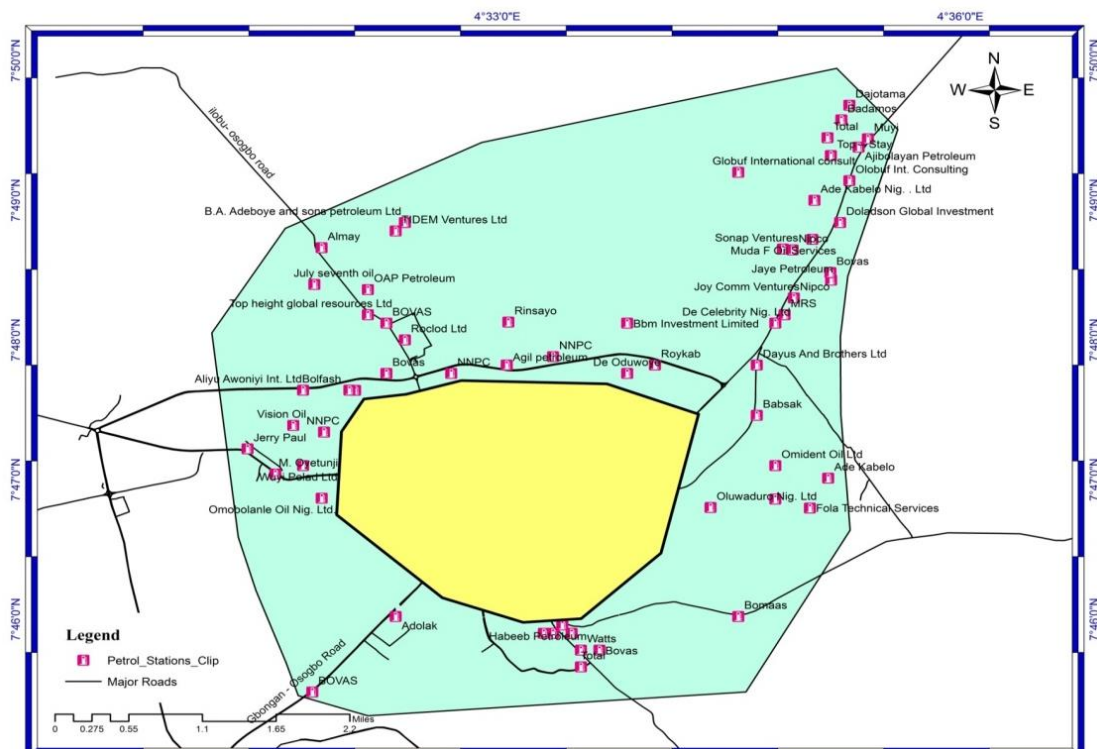 4°33'0"E
4°36'0"E
7°50'0"N
7°50'0"N
N
W
E
S
Dajotama
Badamos
Total
Muyi
Top
Stay
Globuf International consult
Ajibolayan Petroleum
Olobuf Int. Consulting
ilobu- osogbo road
7°49'0"N
7°49'0"N
Ade Kabelo Nig. . Ltd
B.A. Adeboye and sons petroleum Ltd
TIDEM Ventures Ltd
Doladson Global Investment
Almay
Sonap Ventures
Nipco
Muda F Oil Services
Bovas
July seventh oil
OAP Petroleum
Jaye Petroleum
Joy Comm Ventures
Nipco
Top height global resources Ltd
MRS
BOVAS
Rinsayo
De Celebrity Nig. Ltd
Bbm Investment Limited
Roclod Ltd
7°48'0"N
7°48'0"N
NNPC
Agil petroleum
Roykab
Dayus And Brothers Ltd
Bovas
NNPC
De Oduwoye
Aliyu Awoniyi Int. Ltd
Bolfash
Vision Oil
NNPC
Babsak
Jerry Paul
M. Oyetunji
Omident Oil Ltd
7°47'0"N
7°47'0"N
Ade Kabelo
Polad Ltd
Oluwaduro Nig. Ltd
Omobolanle Oil Nig. Ltd.
Fola Technical Services
7°46'0"N
7°46'0"N
Bomaas
Adolak
Habeeb Petroleum
Watts
Bovas
Total
Gbongan - Osogbo Road
BOVAS
Legend
Petrol_Stations_Clip
Major Roads
Miles
0 0.275 0.55 1.1 1.65 2.2